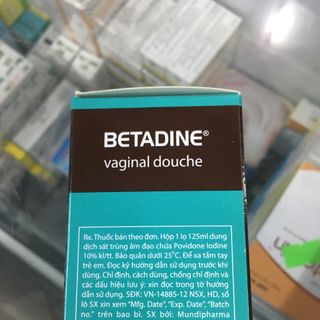 BETADINE®
vaginal douche
Rx. Thuốc bán theo đơn. Hộp 1 lọ 125ml dung
dịch sát trùng âm đạo chứa Povidone Iodine
10% kl/tt. Bảo quản dưới 25°C. Để xa tầm tay
trẻ em. Đọc kỹ hướng dẫn sử dụng trước khi
dùng. Chỉ định, cách dùng, chống chỉ định và
các dấu hiệu lưu ý: xin đọc trong tờ hướng
dẫn sử dụng. SĐK: VN-14885-12 NSX, HD, số
lô SX xin xem "Mfg. Date", "Exp. Date", "Batch
no." trên bao bì. SX bởi: Mundipharma